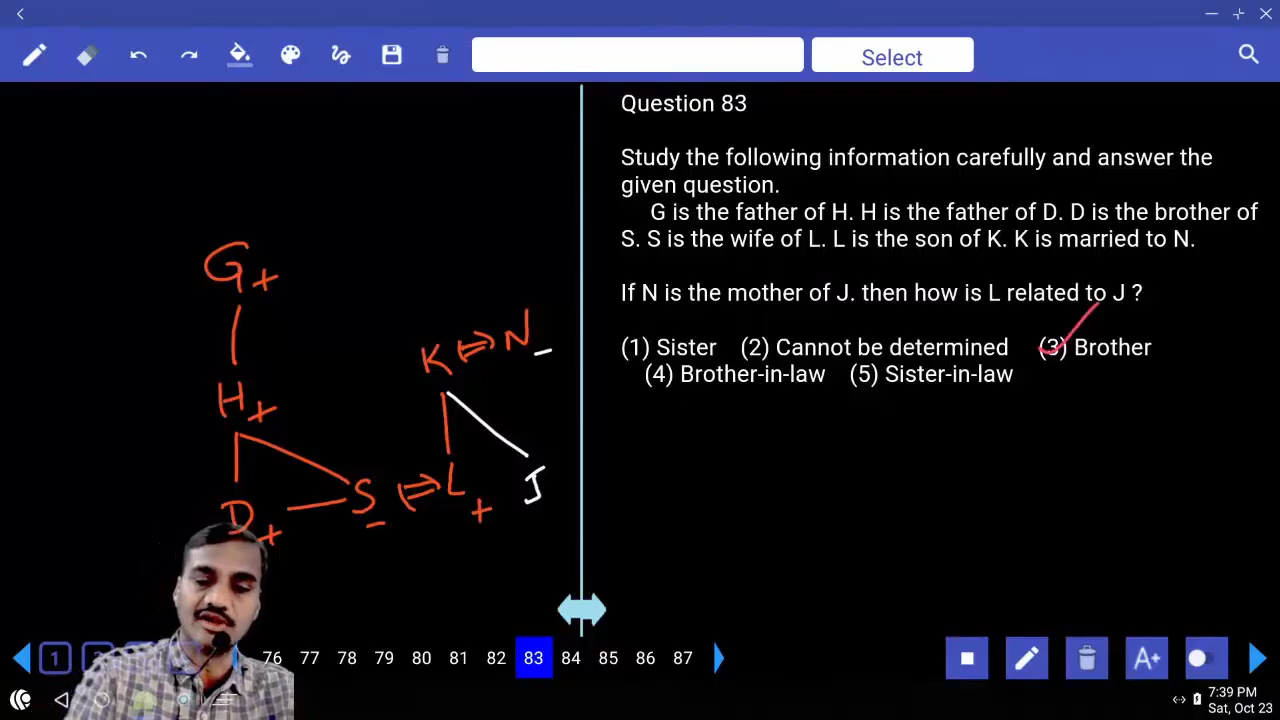 Select
Question 83
Study the following information carefully and answer the
given question.
G is the father of H. H is the father of D. D is the brother of
S. S is the wife of L. L is the son of K. K is married to N.
If N is the mother of J. then how is L related to J ?
(1) Sister (2) Cannot be determined (3) Brother
(4) Brother-in-law (5) Sister-in-law
G +
K ⇔ N -
H +
D + S - ⇔ L + J
1 76 77 78 79 80 81 82 83 84 85 86 87 A+
7:39 PM
Sat, Oct 23